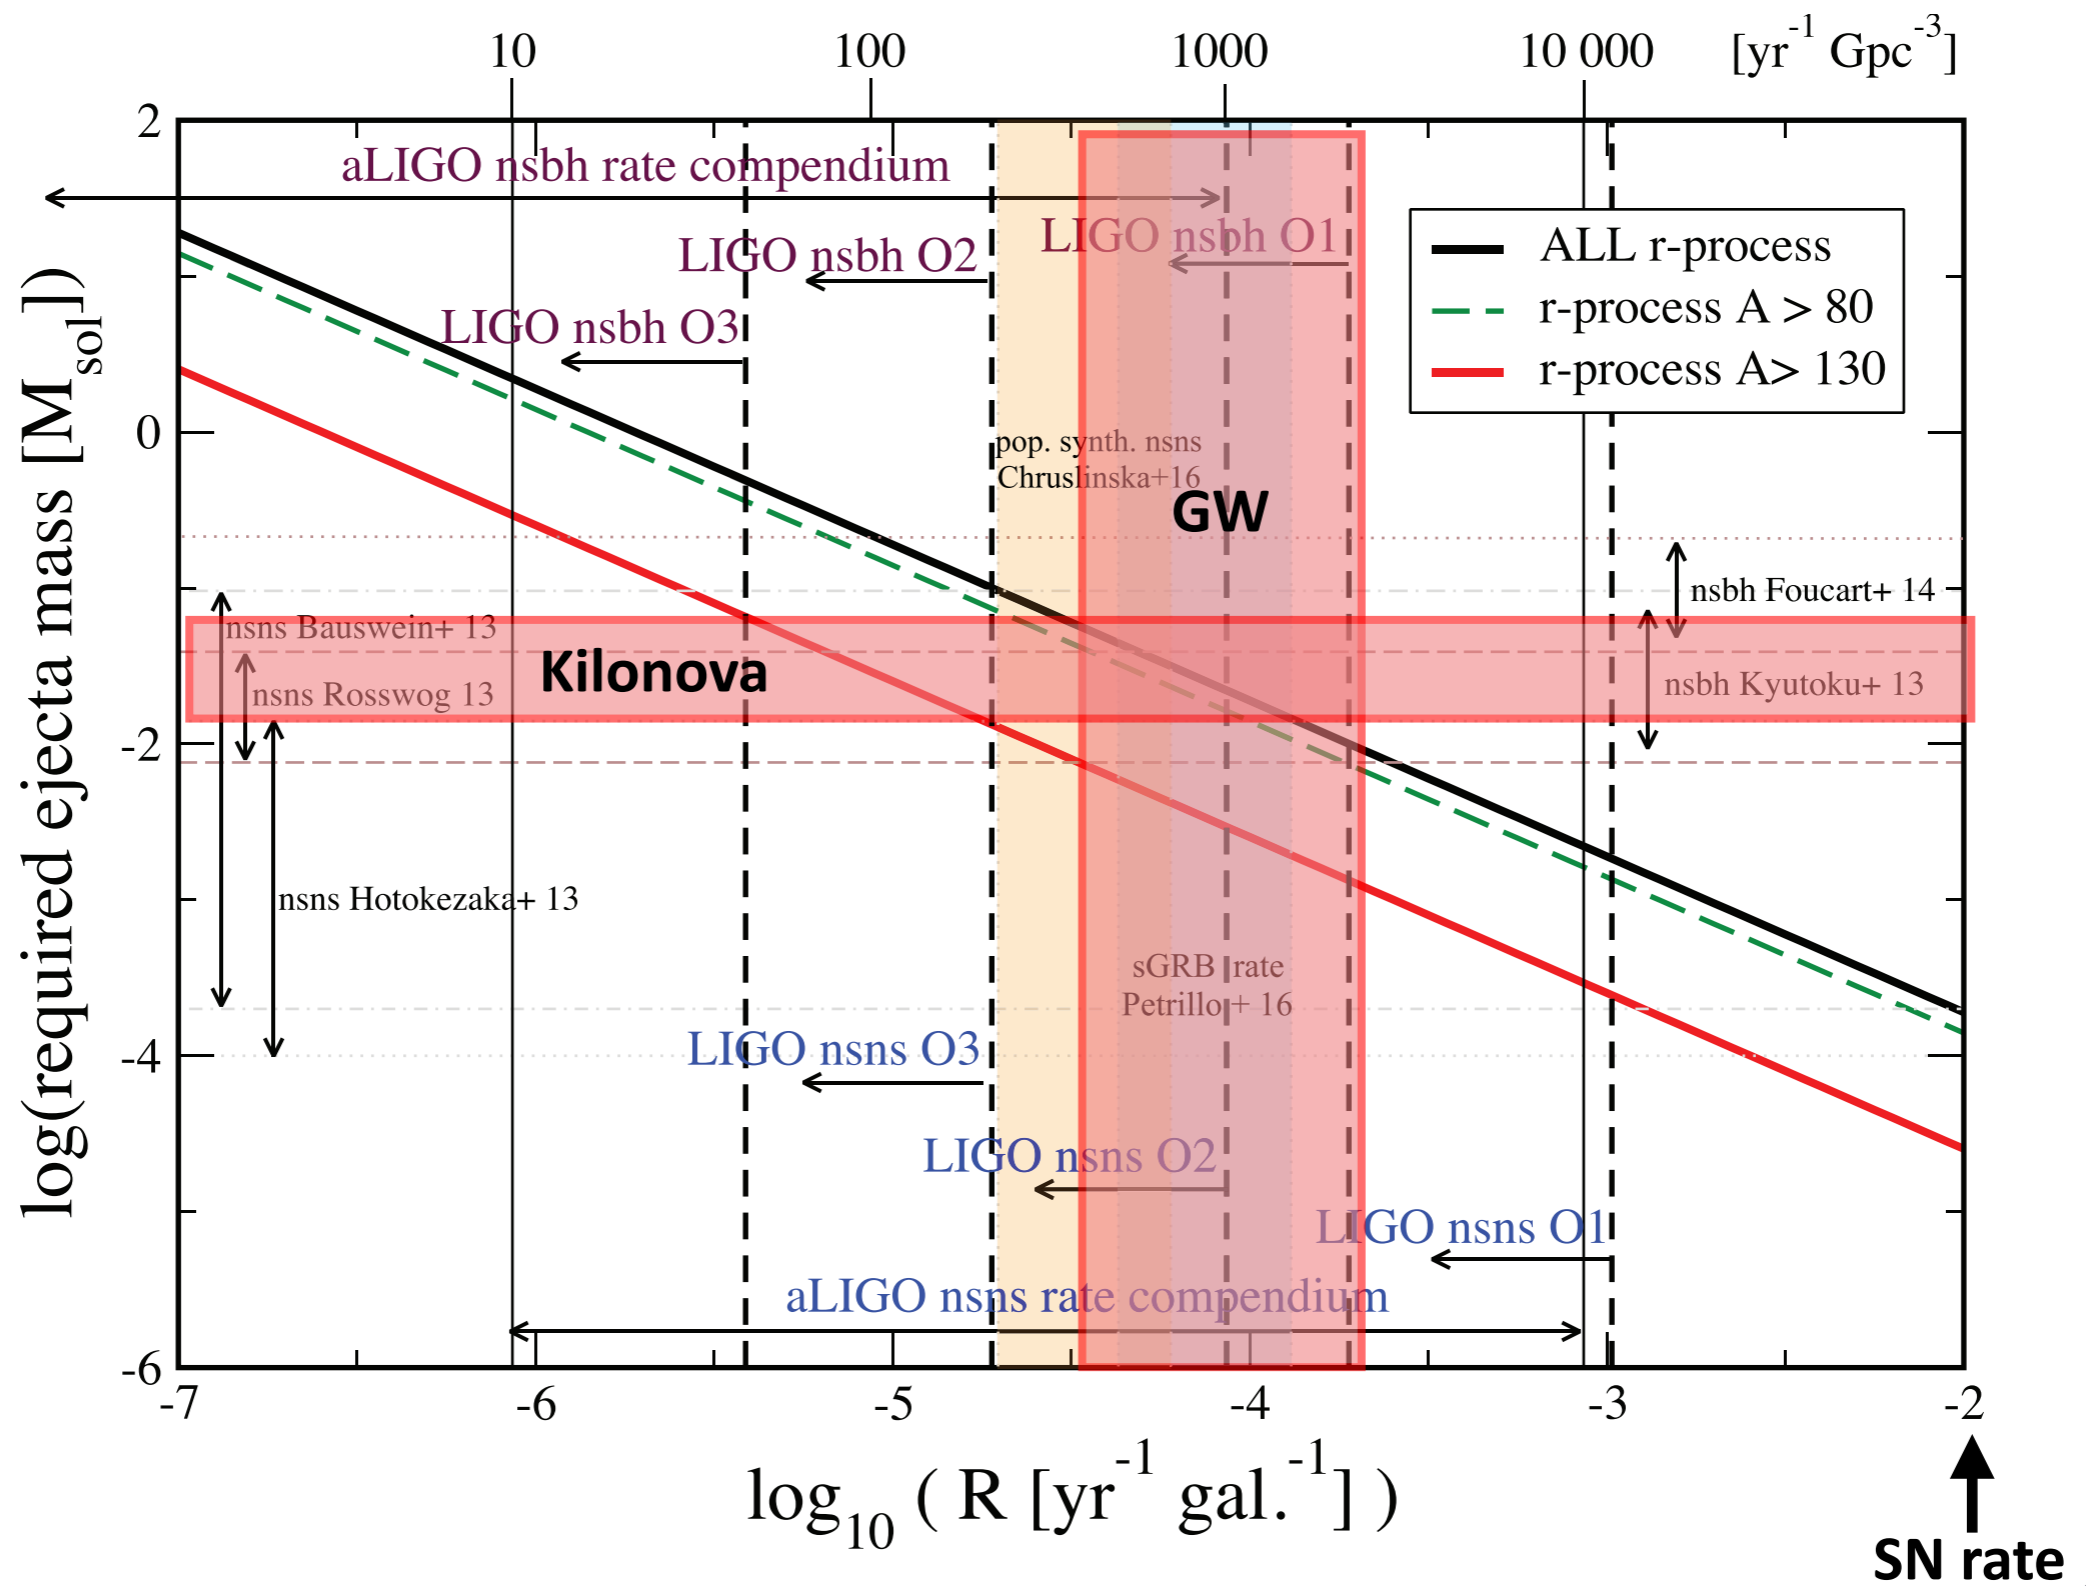 10 100 1000 10 000 [yr-1 Gpc-3]
2
aLIGO nsbh rate compendium
LIGO nsbh O1
LIGO nsbh O2
LIGO nsbh O3
ALL r-process
r-process A > 80
r-process A> 130
0
pop. synth. nsns
Chruslinska+16
GW
nsbh Foucart+ 14
nsns Bauswein+ 13
Kilonova
nsns Rosswog 13
nsbh Kyutoku+ 13
-2
nsns Hotokezaka+ 13
sGRB rate
Petrillo + 16
-4
LIGO nsns O3
LIGO nsns O2
LIGO nsns O1
aLIGO nsns rate compendium
-6
log(required ejecta mass [Msol])
-7 -6 -5 -4 -3 -2
log10 ( R [yr-1 gal.-1] )
SN rate